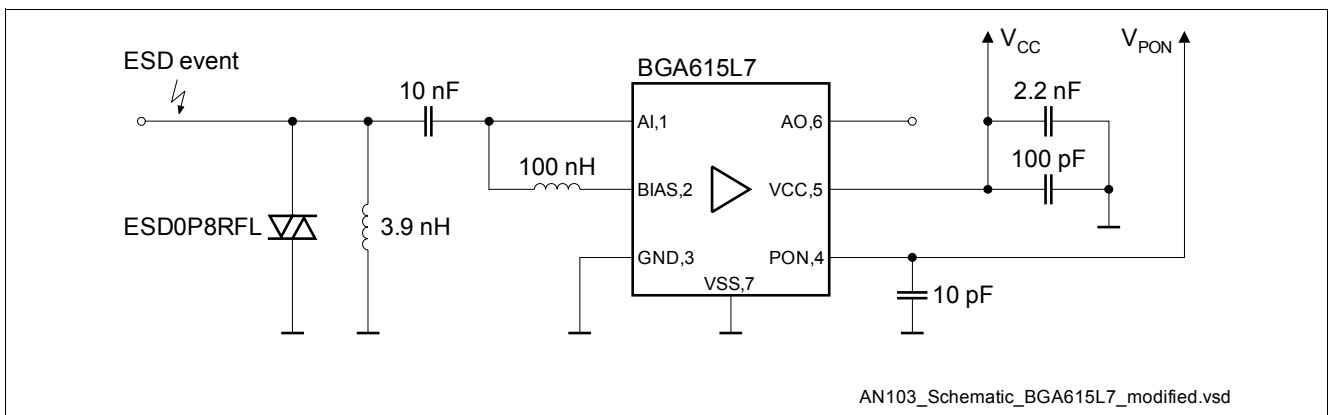 ESD event
10 nF
BGA615L7
V_CC
V_PON
2.2 nF
AI,1
AO,6
100 nH
100 pF
BIAS,2
VCC,5
ESD0P8RFL
3.9 nH
GND,3
PON,4
VSS,7
10 pF
AN103_Schematic_BGA615L7_modified.vsd